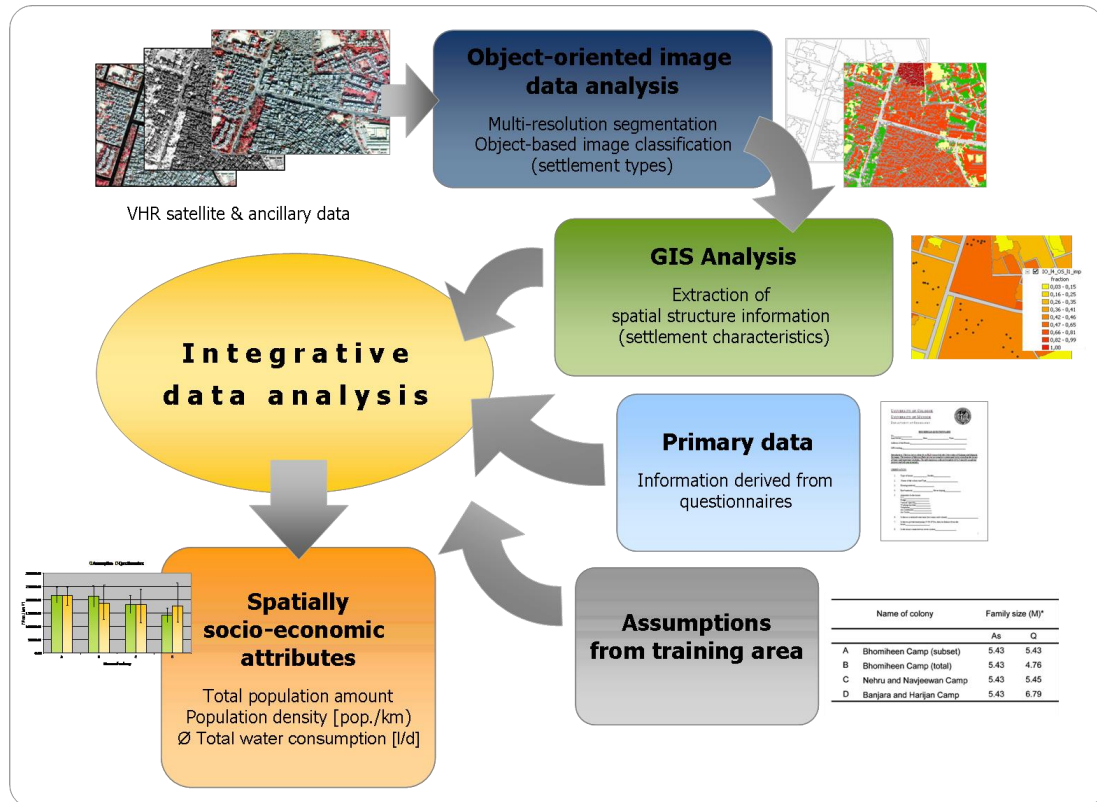 Object-oriented image
data analysis
Multi-resolution segmentation
Object-based image classification
(settlement types)
VHR satellite & ancillary data
GIS Analysis
Extraction of
spatial structure information
(settlement characteristics)
fraction
0,03 - 0,15
0,16 - 0,25
0,26 - 0,35
0,36 - 0,41
0,42 - 0,46
0,47 - 0,65
0,66 - 0,81
0,82 - 0,99
1,00
Integrative
data analysis
Primary data
Information derived from
questionnaires
UNIVERSITY OF COLOGNE
Assumptions
from training area
Name of colony Family size (M)*
As Q
A Bhomiheen Camp (subset) 5.43 5.43
B Bhomiheen Camp (total) 5.43 4.76
C Nehru and Navjeewan Camp 5.43 5.45
D Banjara and Harijan Camp 5.43 6.79
Spatially
socio-economic
attributes
Total population amount
Population density [pop./km)
Ø Total water consumption [l/d]